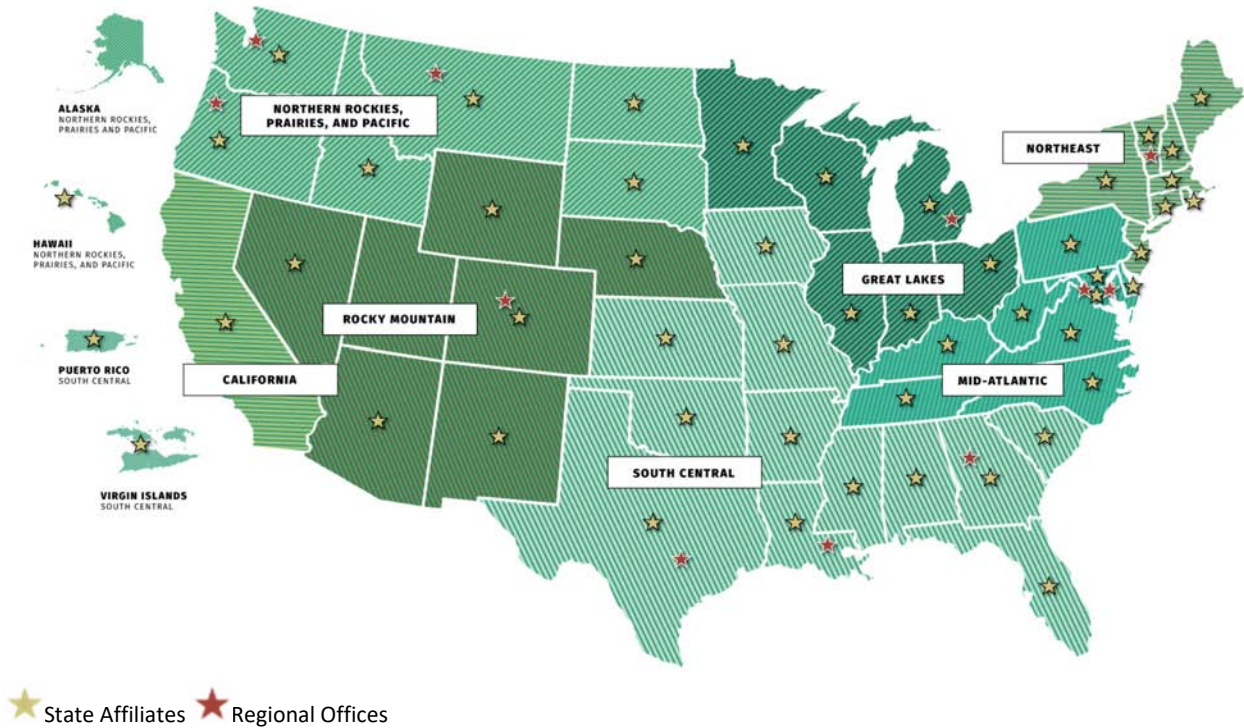 ALASKA
NORTHERN ROCKIES,
PRAIRIES AND PACIFIC
HAWAII
NORTHERN ROCKIES,
PRAIRIES, AND PACIFIC
PUERTO RICO
SOUTH CENTRAL
VIRGIN ISLANDS
SOUTH CENTRAL
NORTHERN ROCKIES,
PRAIRIES, AND PACIFIC
ROCKY MOUNTAIN
CALIFORNIA
SOUTH CENTRAL
GREAT LAKES
NORTHEAST
MID-ATLANTIC
State Affiliates Regional Offices